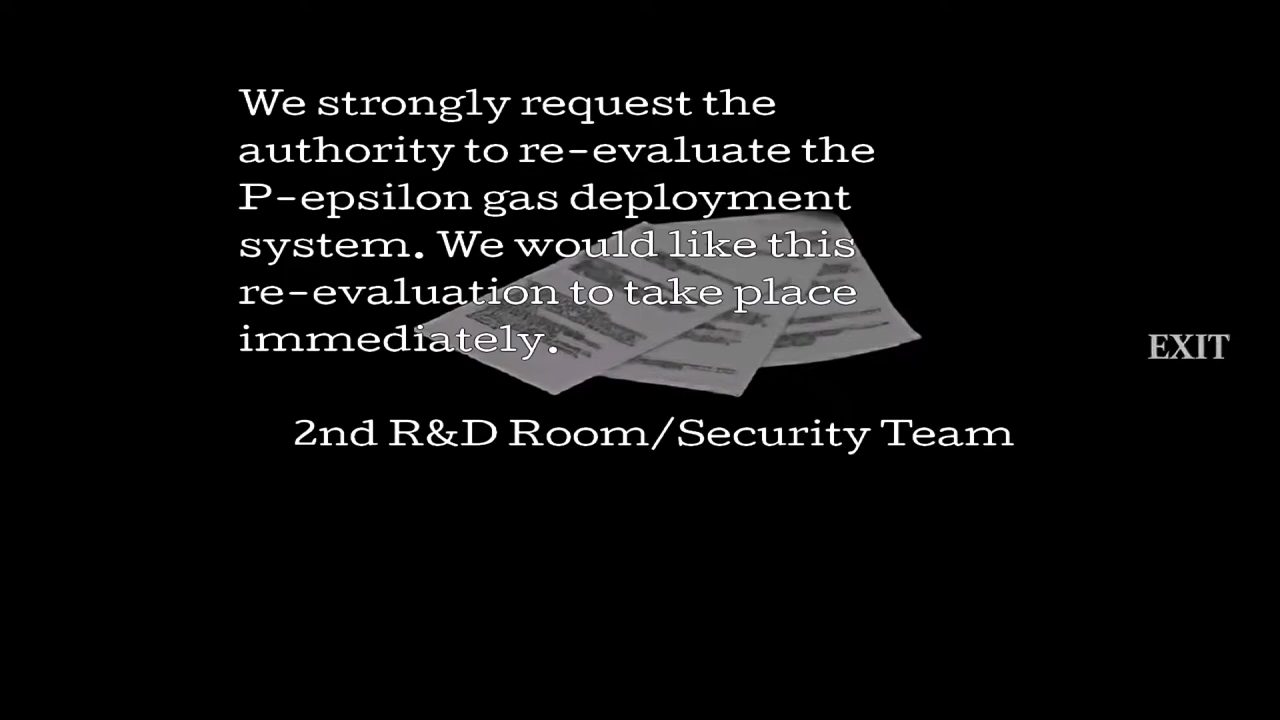 We strongly request the
authority to re-evaluate the
P-epsilon gas deployment
system. We would like this
re-evaluation to take place
immediately.
EXIT
2nd R&D Room/Security Team